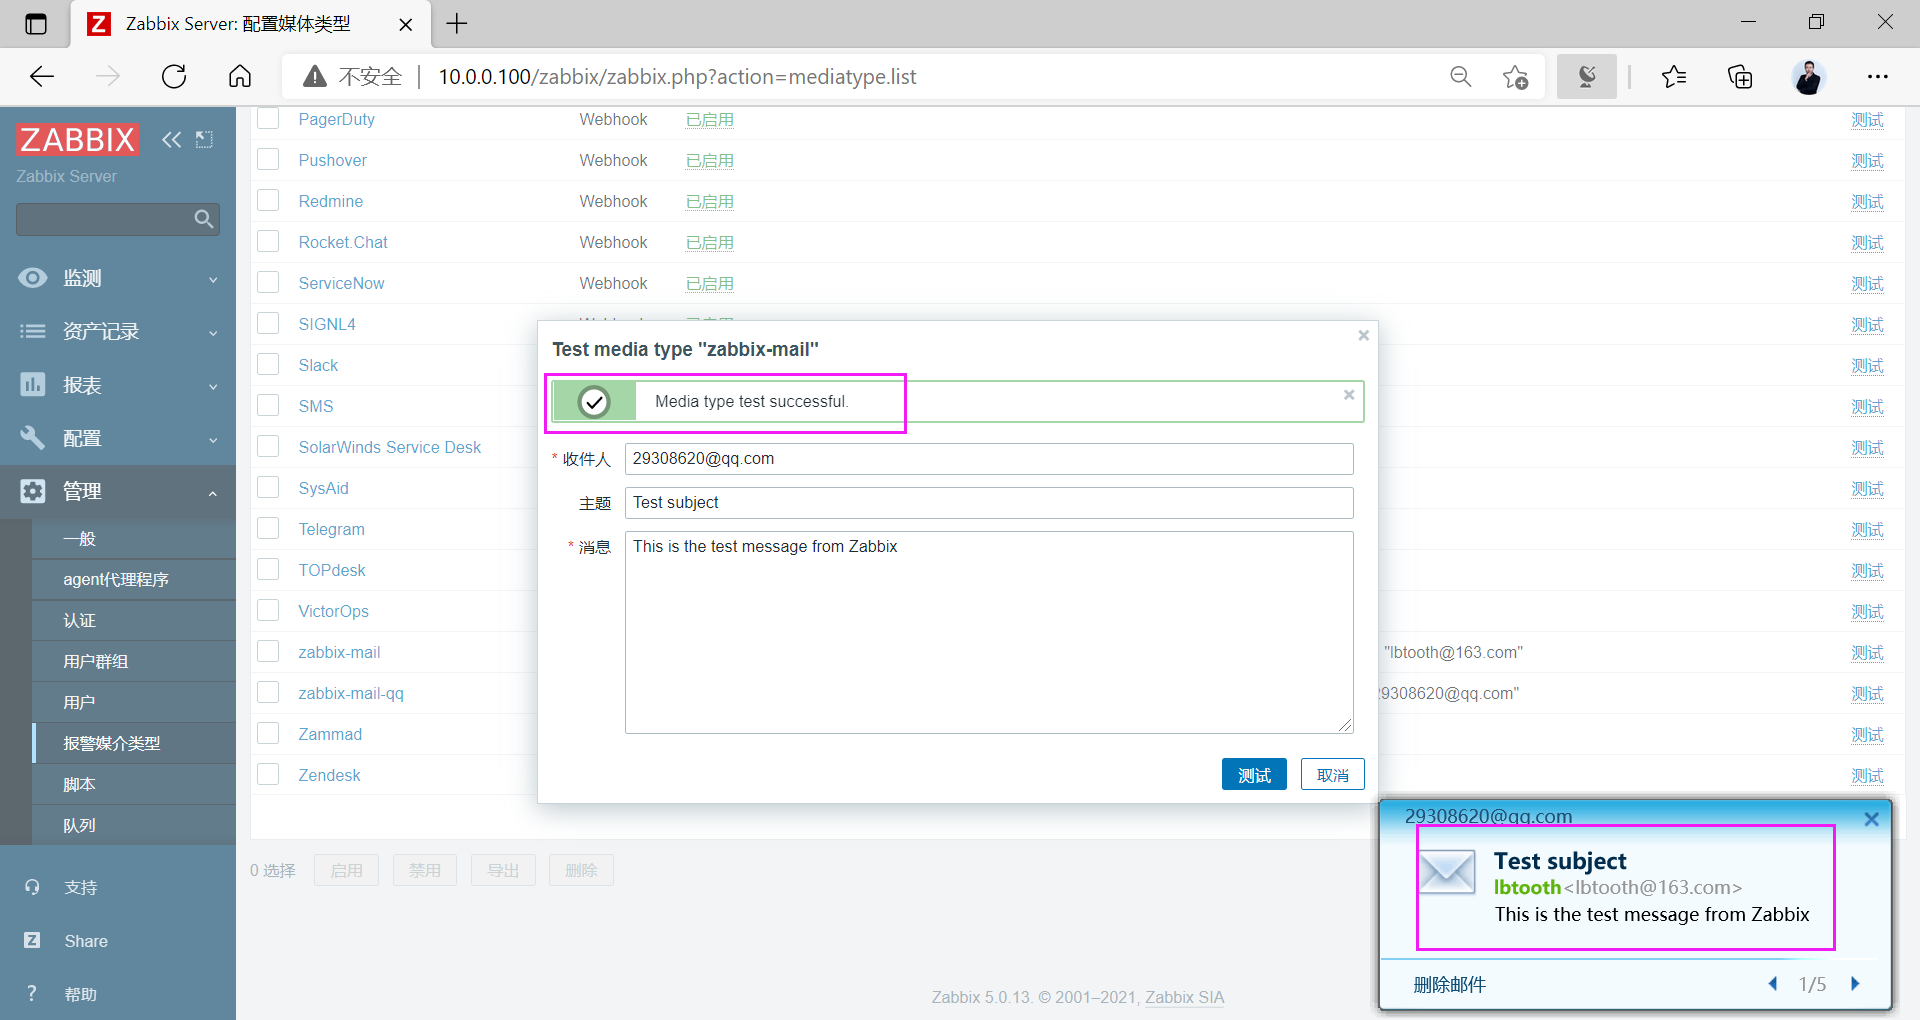 Zabbix Server: 配置媒体类型
不安全 10.0.0.100/zabbix/zabbix.php?action=mediatype.list
ZABBIX
Zabbix Server
监测
资产记录
报表
配置
管理
一般
agent代理程序
认证
用户群组
用户
报警媒介类型
脚本
队列
支持
Share
帮助
PagerDuty Webhook 已启用 测试
Pushover Webhook 已启用 测试
Redmine Webhook 已启用 测试
Rocket.Chat Webhook 已启用 测试
ServiceNow Webhook 已启用 测试
SIGNL4 测试
Slack 测试
SMS 测试
SolarWinds Service Desk 测试
SysAid 测试
Telegram 测试
TOPdesk 测试
VictorOps 测试
zabbix-mail "lbtooth@163.com" 测试
zabbix-mail-qq 29308620@qq.com" 测试
Zammad 测试
Zendesk 测试
0 选择 启用 禁用 导出 删除
Zabbix 5.0.13. © 2001–2021, Zabbix SIA
Test media type "zabbix-mail"
Media type test successful.
* 收件人 29308620@qq.com
主题 Test subject
* 消息 This is the test message from Zabbix
测试 取消
29308620@qq.com
Test subject
lbtooth<lbtooth@163.com>
This is the test message from Zabbix
删除邮件 1/5